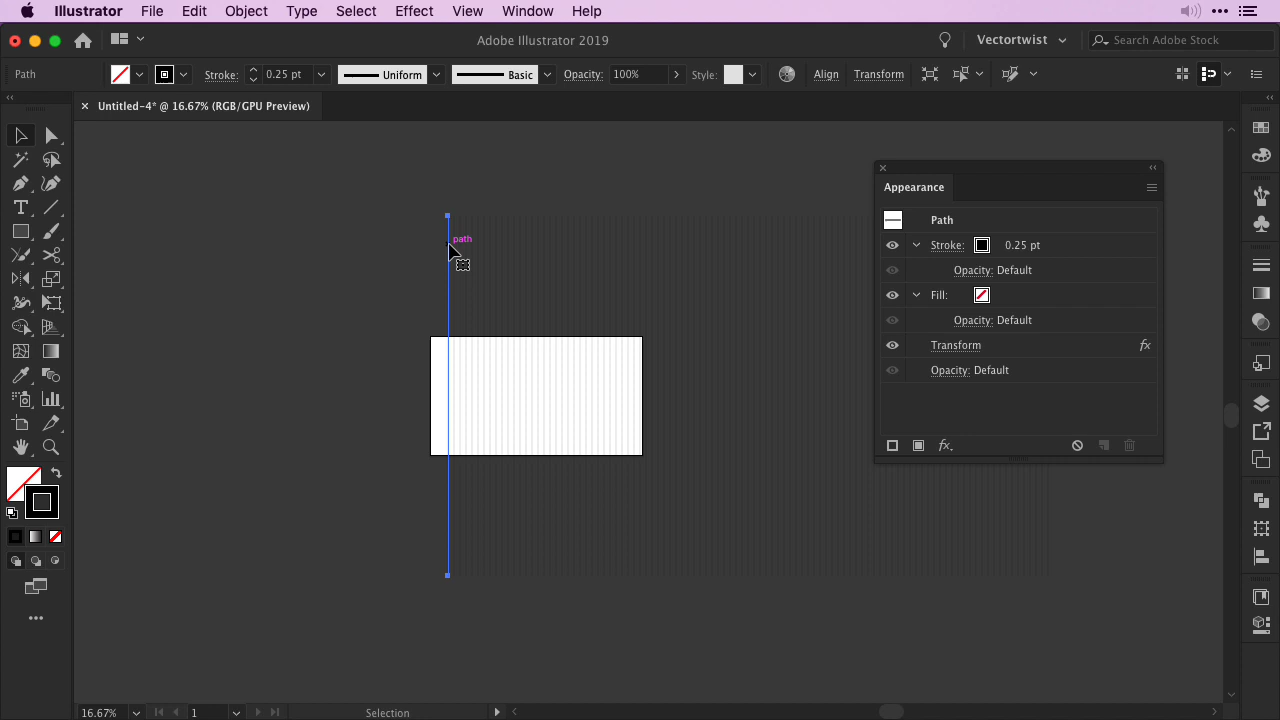 Illustrator File Edit Object Type Select Effect View Window Help
Adobe Illustrator 2019
Vectortwist
Search Adobe Stock
Path
Stroke: 0.25 pt
Uniform
Basic
Opacity: 100%
Style:
Align
Transform
Untitled-4* @ 16.67% (RGB/GPU Preview)
Appearance
Path
Stroke: 0.25 pt
Opacity: Default
Fill:
Opacity: Default
Transform fx
Opacity: Default
fx.
path
16.67%
1
Selection